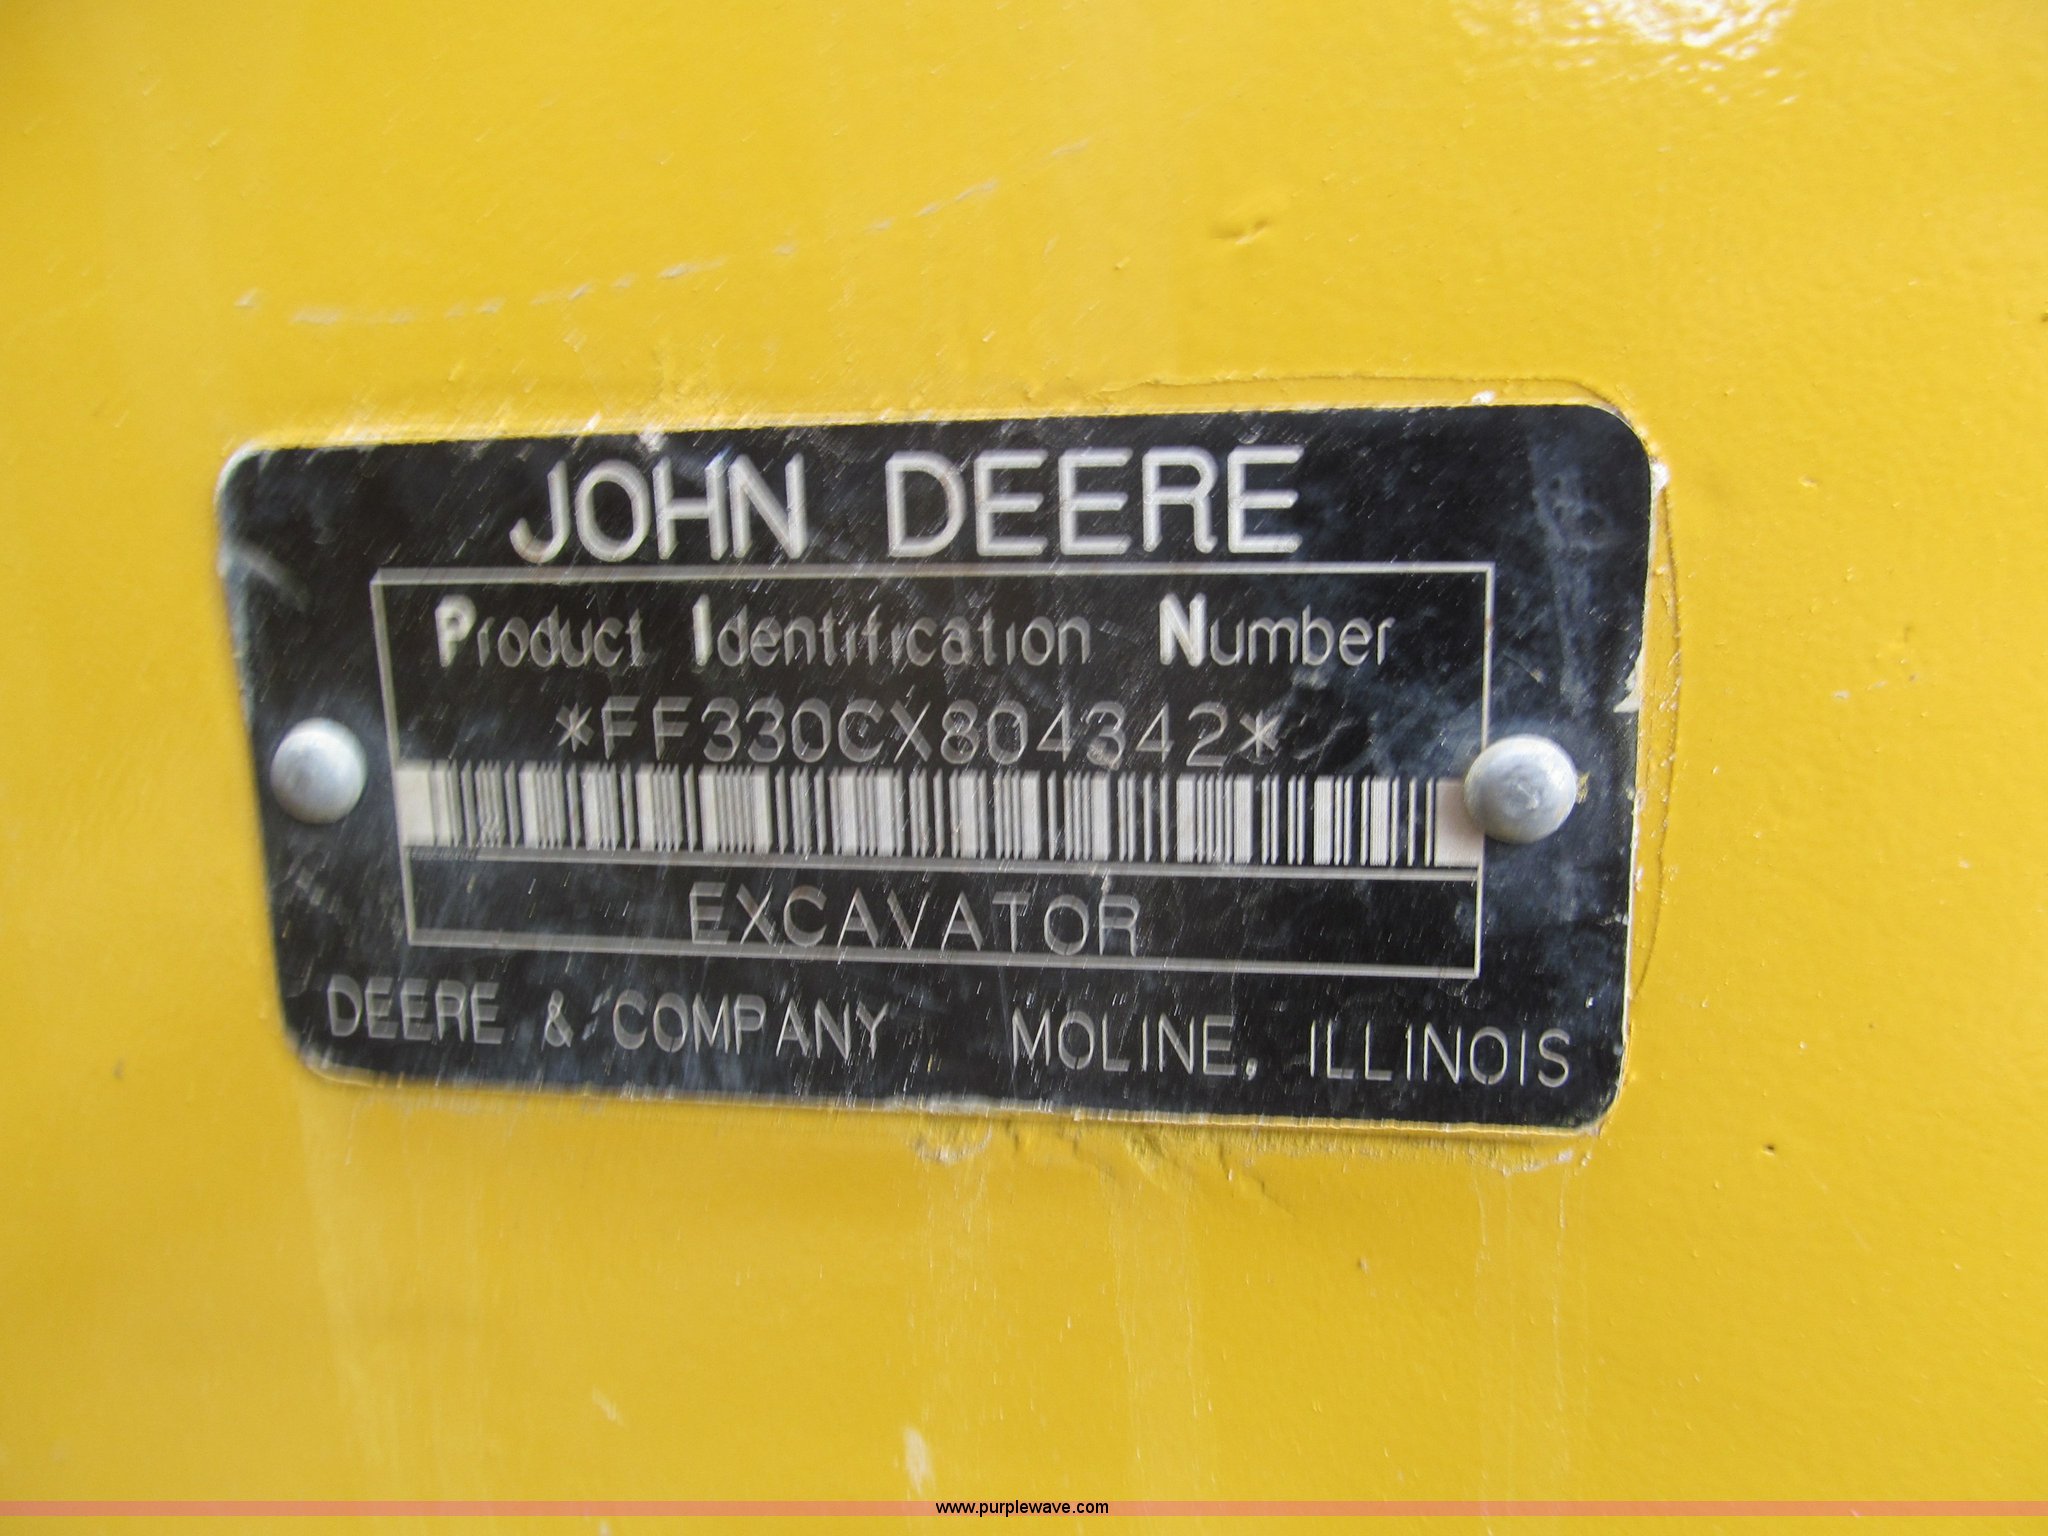 JOHN DEERE
Product Identification Number
*FF330CX804342*
EXCAVATOR
DEERE & COMPANY MOLINE, ILLINOIS
www.purplewave.com